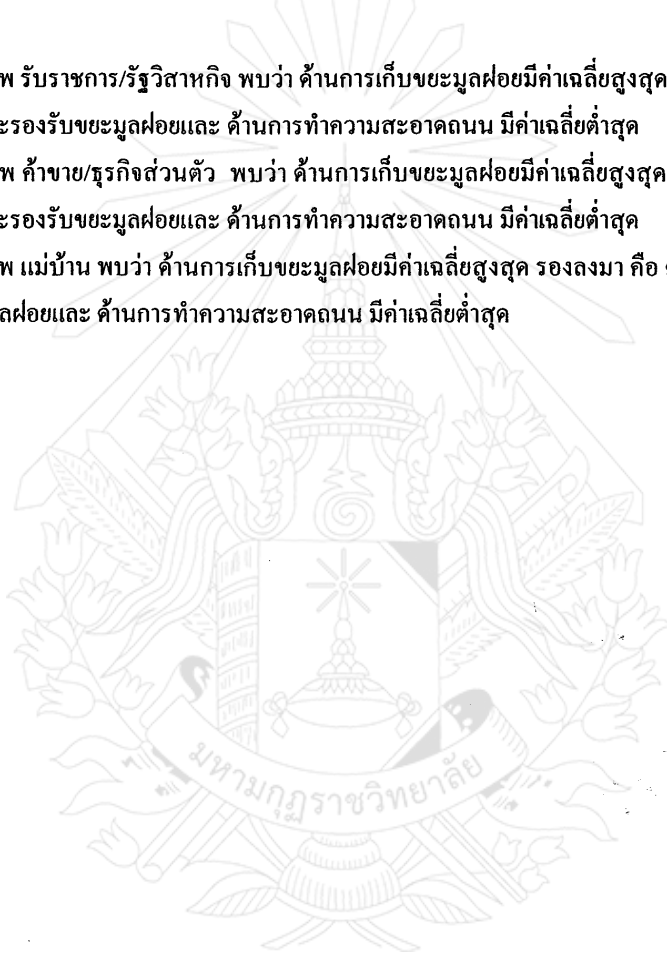 พ รับราชการ/รัฐวิสาหกิจ พบว่า ด้านการเก็บขยะมูลฝอยมีค่าเฉลี่ยสูงสุด
ะรองรับขยะมูลฝอยและ ด้านการทำความสะอาดถนน มีค่าเฉลี่ยต่ำสุด
พ ค้าขาย/ธุรกิจส่วนตัว พบว่า ด้านการเก็บขยะมูลฝอยมีค่าเฉลี่ยสูงสุด
ะรองรับขยะมูลฝอยและ ด้านการทำความสะอาดถนน มีค่าเฉลี่ยต่ำสุด
พ แม่บ้าน พบว่า ด้านการเก็บขยะมูลฝอยมีค่าเฉลี่ยสูงสุด รองลงมา คือ
ลฝอยและ ด้านการทำความสะอาดถนน มีค่าเฉลี่ยต่ำสุด
มหามกุฏราชวิทยาลัย